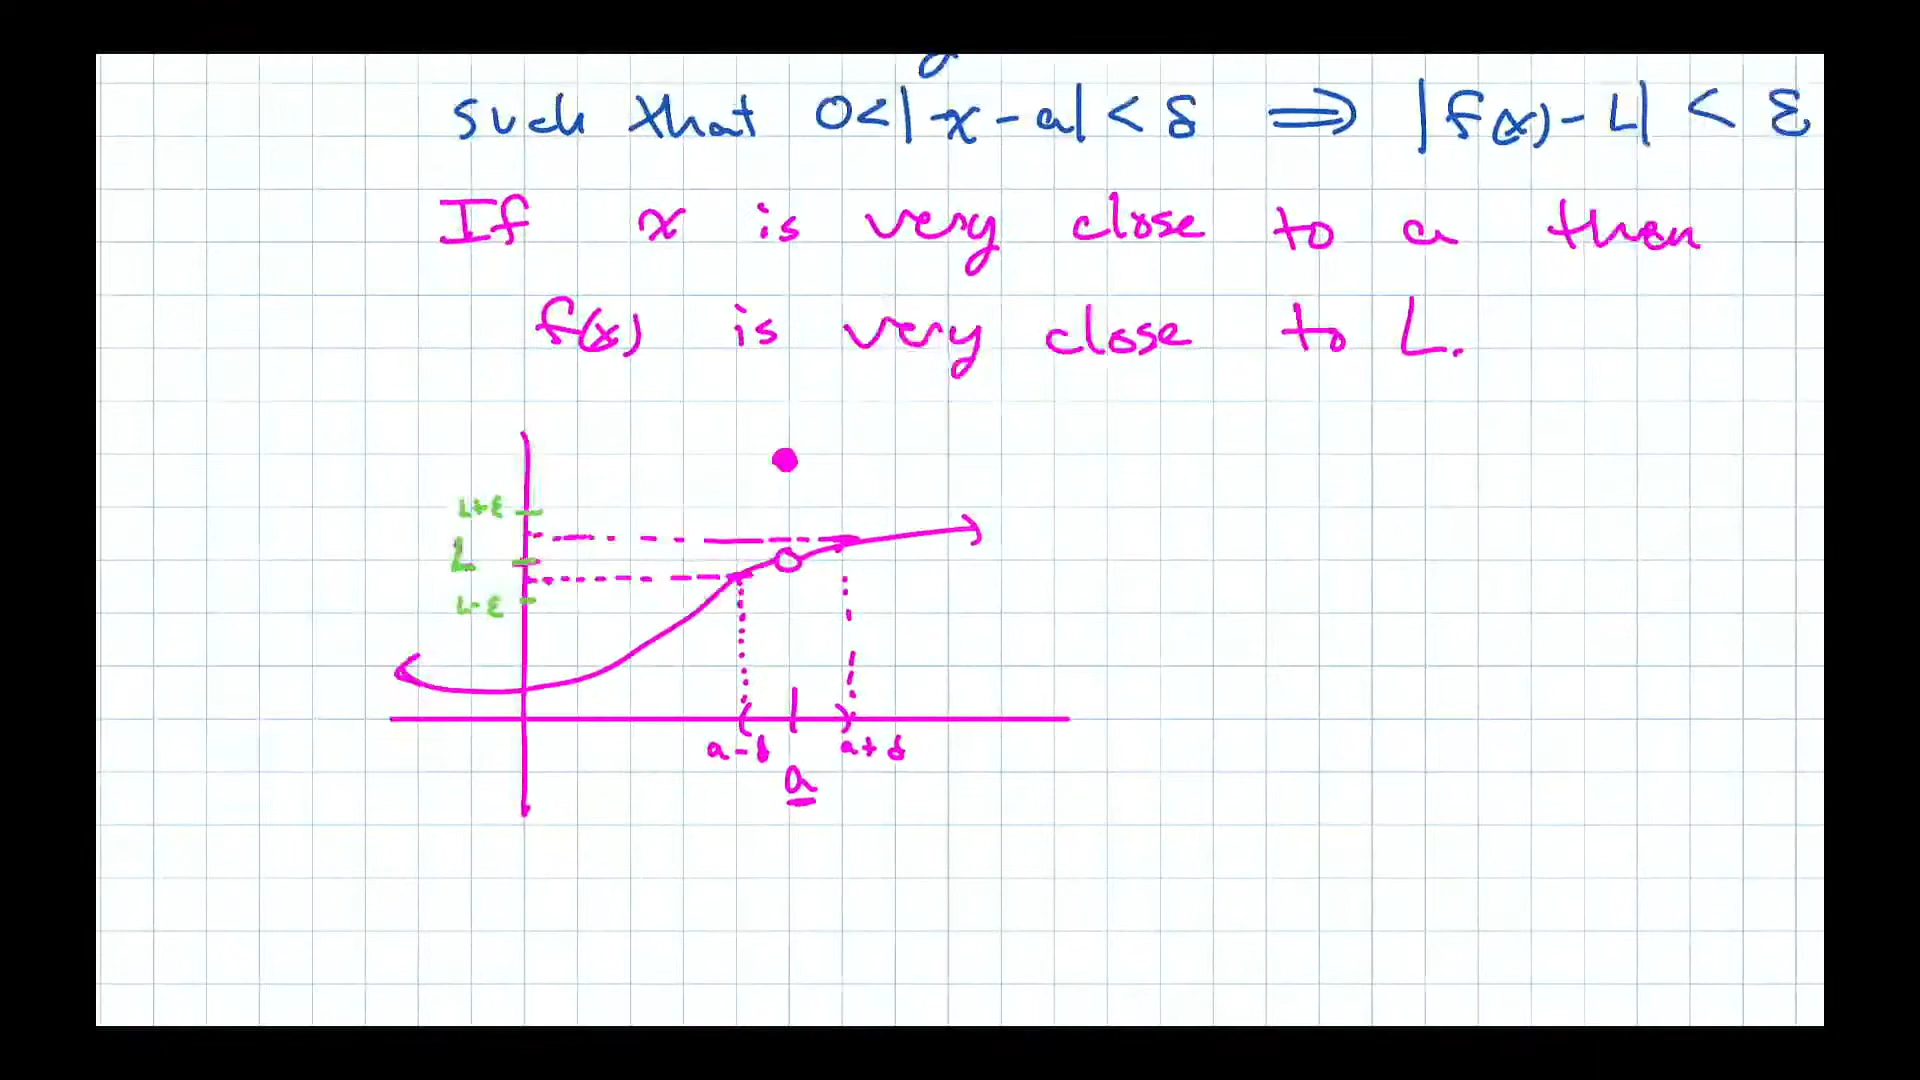 such that 0<|x-a|<δ ⟹ |f(x)-L| < ε
If x is very close to a then
f(x) is very close to L.
L+ε
L
L-ε
a-δ a+δ
a